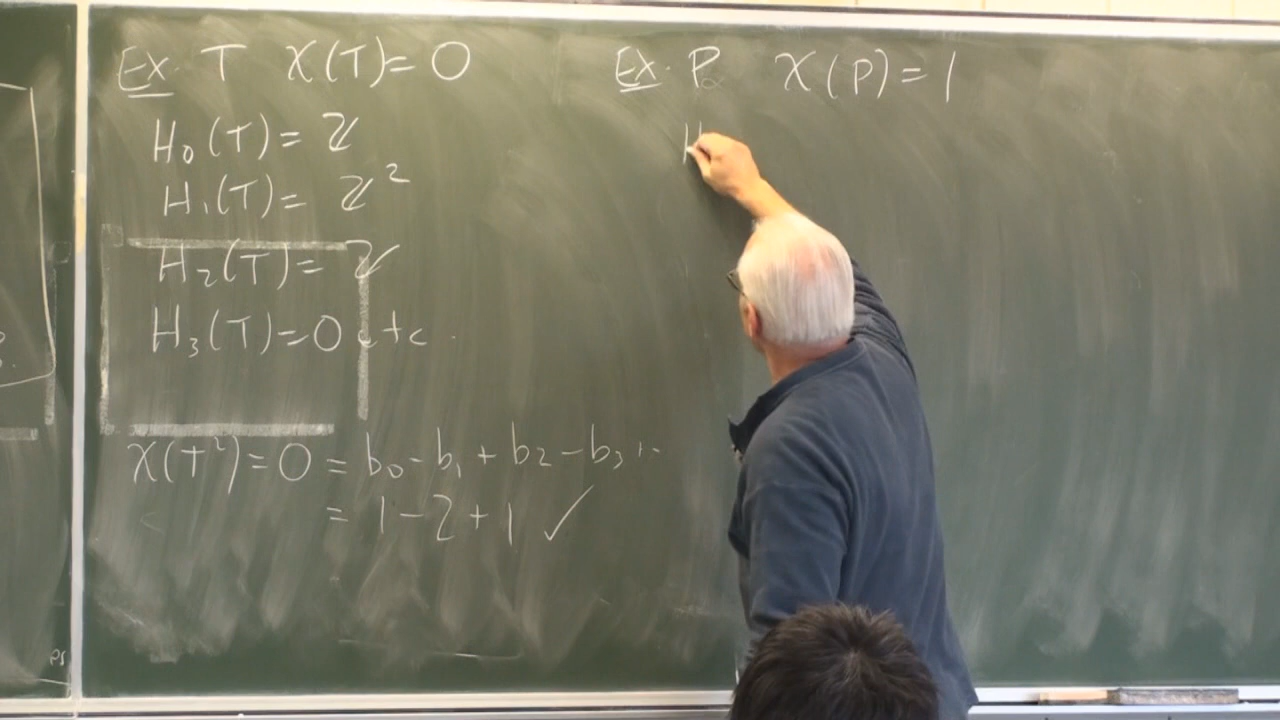 Ex. T χ(T) = 0
H₀(T) = ℤ
H₁(T) = ℤ²
H₂(T) = ℤ
H₃(T) = 0 etc.
χ(T²) = 0 = b₀ - b₁ + b₂ - b₃ + ..
= 1 - 2 + 1 ✓
Ex. P χ(P) = 1
H